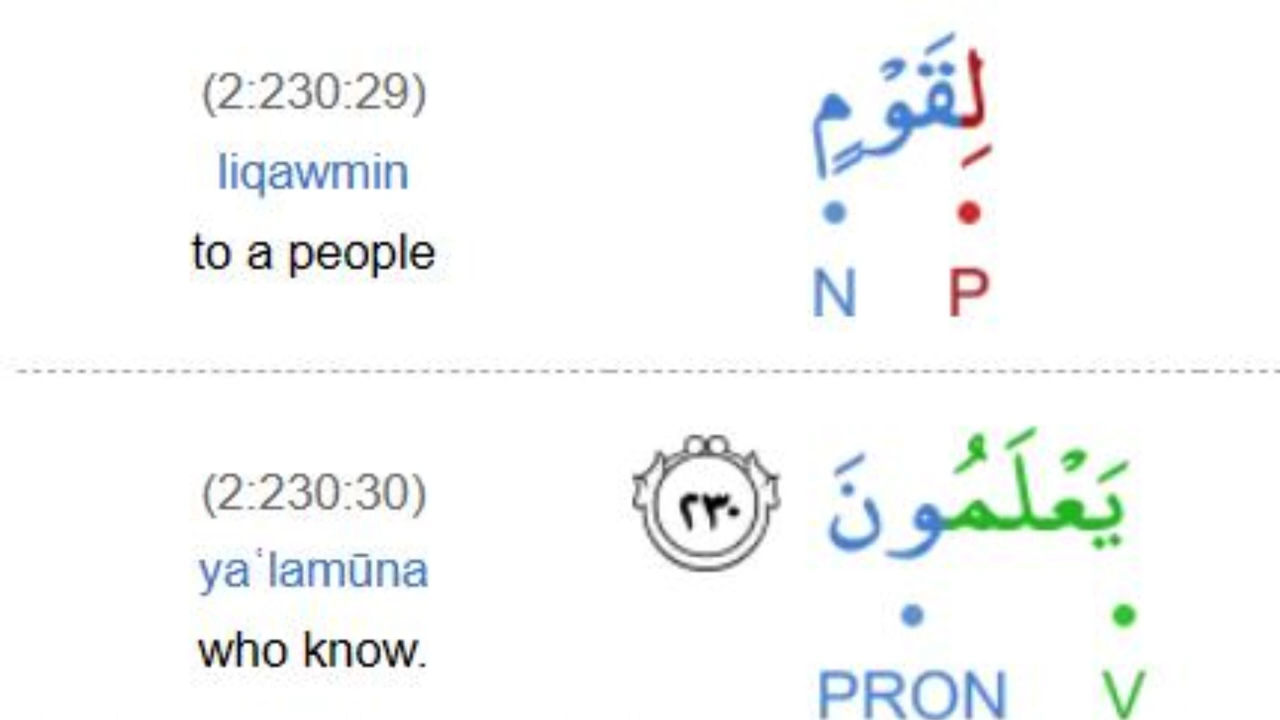 (2:230:29)
liqawmin
to a people
لِقَوْمٍ
N P
(2:230:30)
yaʿlamūna
who know.
يَعْلَمُونَ ٢٣٠
PRON V